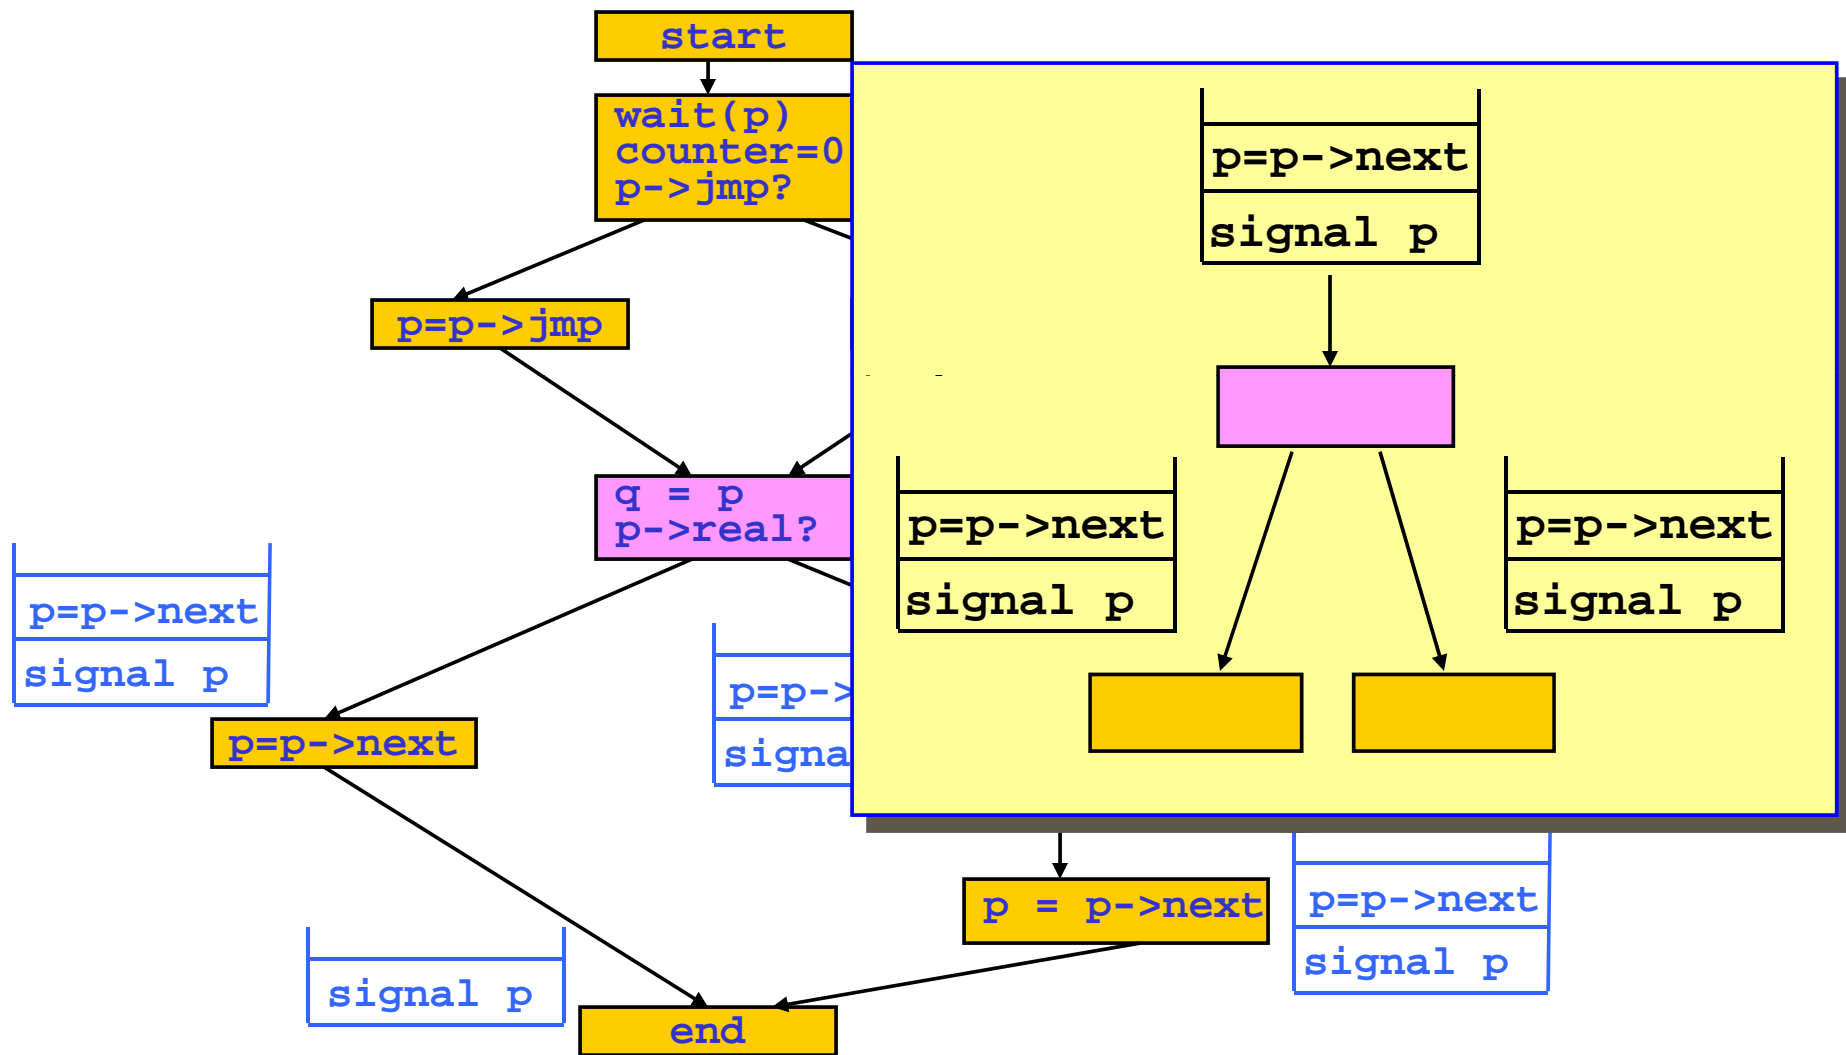 start
wait(p)
counter=0
p->jmp?
p=p->next
signal p
p=p->jmp
q = p
p->real?
p=p->next
signal p
p=p->next
signal p
p=p->next
signal p
p=p->
signa
p=p->next
p = p->next
p=p->next
signal p
signal p
end